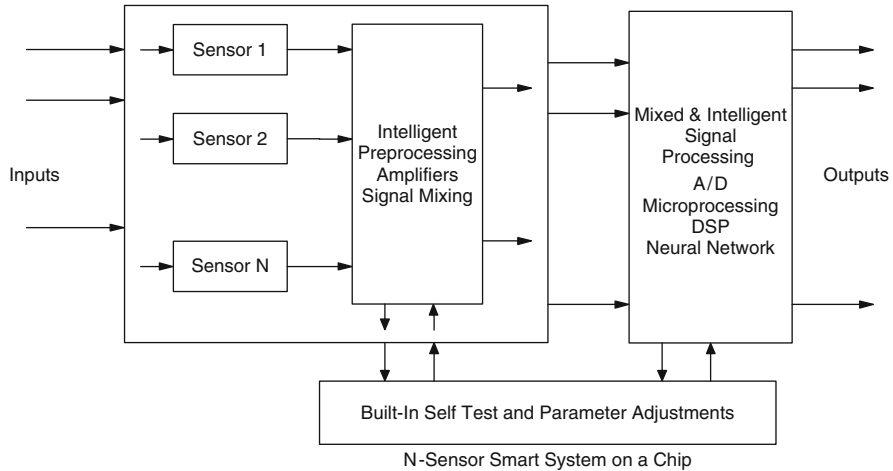 Inputs
Sensor 1
Sensor 2
Sensor N
Intelligent
Preprocessing
Amplifiers
Signal Mixing
Mixed & Intelligent
Signal
Processing
A/D
Microprocessing
DSP
Neural Network
Outputs
Built-In Self Test and Parameter Adjustments
N-Sensor Smart System on a Chip